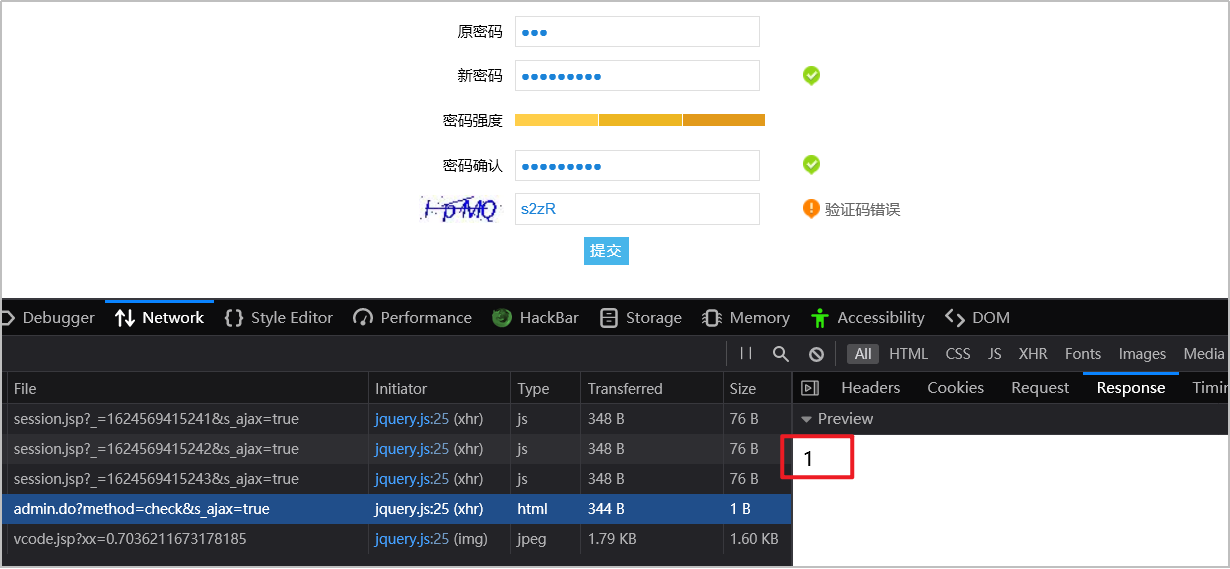 原密码 ●●●
新密码 ●●●●●●●●●
密码强度
密码确认 ●●●●●●●●●
s2zR 验证码错误
提交
Debugger Network Style Editor Performance HackBar Storage Memory Accessibility DOM
All HTML CSS JS XHR Fonts Images Media
File Initiator Type Transferred Size Headers Cookies Request Response Timin
session.jsp?_=1624569415241&s_ajax=true jquery.js:25 (xhr) js 348 B 76 B Preview
session.jsp?_=1624569415242&s_ajax=true jquery.js:25 (xhr) js 348 B 76 B 1
session.jsp?_=1624569415243&s_ajax=true jquery.js:25 (xhr) js 348 B 76 B
admin.do?method=check&s_ajax=true jquery.js:25 (xhr) html 344 B 1 B
vcode.jsp?xx=0.7036211673178185 jquery.js:25 (img) jpeg 1.79 KB 1.60 KB